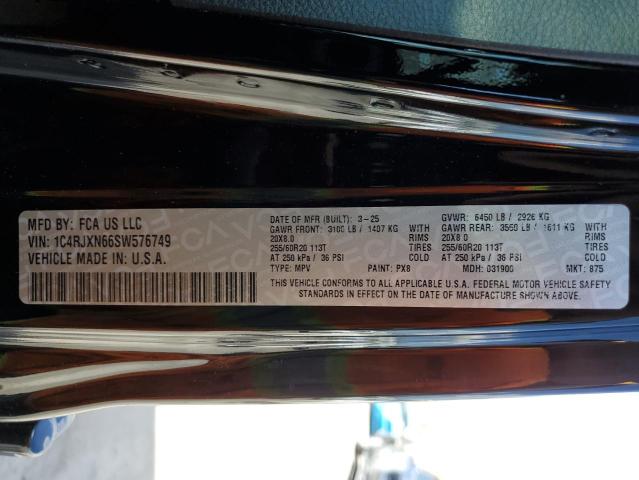 MFD BY: FCA US LLC
VIN: 1C4RJXN66SW576749
VEHICLE MADE IN: U.S.A.
DATE OF MFR (BUILT): 3-25 GVWR: 6450 LB / 2926 KG
GAWR FRONT: 3100 LB / 1407 KG WITH GAWR REAR: 3550 LB / 1611 KG WITH
20X8.0 RIMS 20X8.0 RIMS
255/60R20 113T TIRES 255/60R20 113T TIRES
AT 250 kPa / 36 PSI COLD AT 250 kPa / 36 PSI COLD
TYPE: MPV PAINT: PX8 MDH: 031900 MKT: 875
THIS VEHICLE CONFORMS TO ALL APPLICABLE U.S.A. FEDERAL MOTOR VEHICLE SAFETY
STANDARDS IN EFFECT ON THE DATE OF MANUFACTURE SHOWN ABOVE.